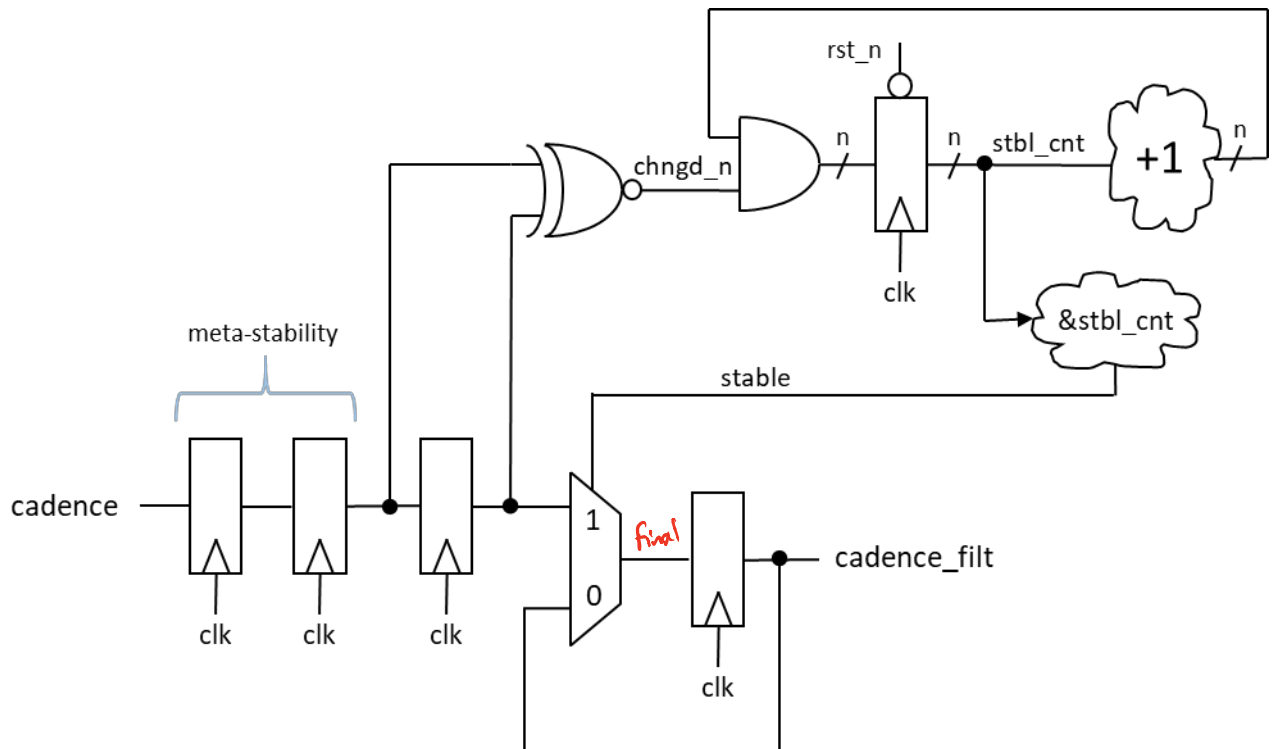 rst_n
n
n
n
stbl_cnt
+1
chngd_n
clk
&stbl_cnt
meta-stability
stable
cadence
1
final
0
cadence_filt
clk
clk
clk
clk